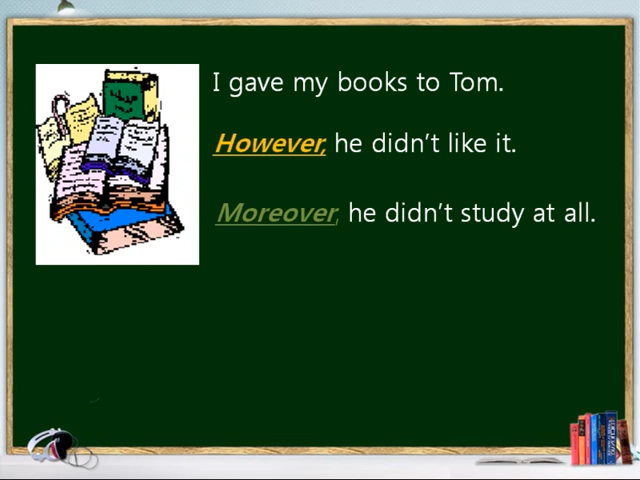 I gave my books to Tom.
However, he didn't like it.
Moreover, he didn't study at all.